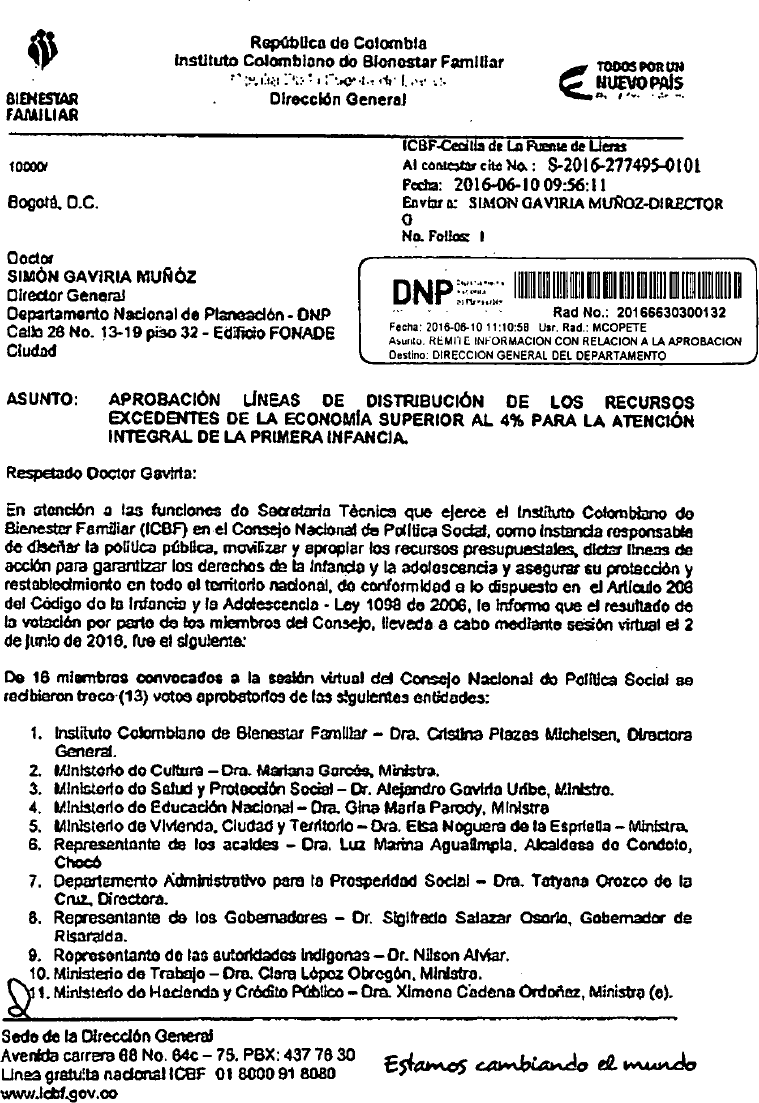 República de Colombia
Instituto Colombiano de Bienestar Familiar
Cecilia De la Fuente de Lleras
Dirección General
BIENESTAR
FAMILIAR
TODOS POR UN
NUEVO PAÍS
ICBF-Cecilia de La Fuente de Lleras
Al contestar cite No. : S-2016-277495-0101
Fecha: 2016-06-10 09:56:11
Enviar a: SIMON GAVIRIA MUÑOZ-DIRECTOR
G
No. Folios: 1
10000/
Bogotá, D.C.
Doctor
SIMÓN GAVIRIA MUÑÓZ
Director General
Departamento Nacional de Planeación - DNP
Calle 26 No. 13-19 piso 32 - Edificio FONADE
Ciudad
DNP Departamento Nacional de Planeación
Rad No.: 20166630300132
Fecha: 2016-06-10 11:10:58 Usr. Rad.: MCOPETE
Asunto: REMITE INFORMACION CON RELACION A LA APROBACION
Destino: DIRECCION GENERAL DEL DEPARTAMENTO
ASUNTO: APROBACIÓN LÍNEAS DE DISTRIBUCIÓN DE LOS RECURSOS
EXCEDENTES DE LA ECONOMÍA SUPERIOR AL 4% PARA LA ATENCIÓN
INTEGRAL DE LA PRIMERA INFANCIA.
Respetado Doctor Gaviria:
En atención a las funciones de Secretaría Técnica que ejerce el Instituto Colombiano de
Bienestar Familiar (ICBF) en el Consejo Nacional de Política Social, como instancia responsable
de diseñar la política pública, movilizar y apropiar los recursos presupuestales, dictar líneas de
acción para garantizar los derechos de la infancia y la adolescencia y asegurar su protección y
restablecimiento en todo el territorio nacional, de conformidad a lo dispuesto en el Artículo 206
del Código de la Infancia y la Adolescencia - Ley 1098 de 2006, le informo que el resultado de
la votación por parte de los miembros del Consejo, llevada a cabo mediante sesión virtual el 2
de junio de 2016, fue el siguiente:
De 16 miembros convocados a la sesión virtual del Consejo Nacional de Política Social se
recibieron trece (13) votos aprobatorios de las siguientes entidades:
1. Instituto Colombiano de Bienestar Familiar – Dra. Cristina Plazas Michelsen, Directora
General.
2. Ministerio de Cultura – Dra. Mariana Garcés, Ministra.
3. Ministerio de Salud y Protección Social – Dr. Alejandro Gaviria Uribe, Ministro.
4. Ministerio de Educación Nacional – Dra. Gina María Parody, Ministra
5. Ministerio de Vivienda, Ciudad y Territorio – Dra. Elsa Noguera de la Espriella – Ministra.
6. Representante de los acaldes – Dra. Luz Marina Agualimpia, Alcaldesa de Condoto,
Chocó
7. Departamento Administrativo para la Prosperidad Social – Dra. Tatyana Orozco de la
Cruz, Directora.
8. Representante de los Gobernadores – Dr. Sigifredo Salazar Osorio, Gobernador de
Risaralda.
9. Representante de las autoridades indígenas – Dr. Nilson Alviar.
10. Ministerio de Trabajo – Dra. Clara López Obregón, Ministra.
11. Ministerio de Hacienda y Crédito Público – Dra. Ximena Cadena Ordoñez, Ministra (e).
Sede de la Dirección General
Avenida carrera 68 No. 64c – 75. PBX: 437 76 30
Línea gratuita nacional ICBF 01 8000 91 8080
www.icbf.gov.co
Estamos cambiando el mundo